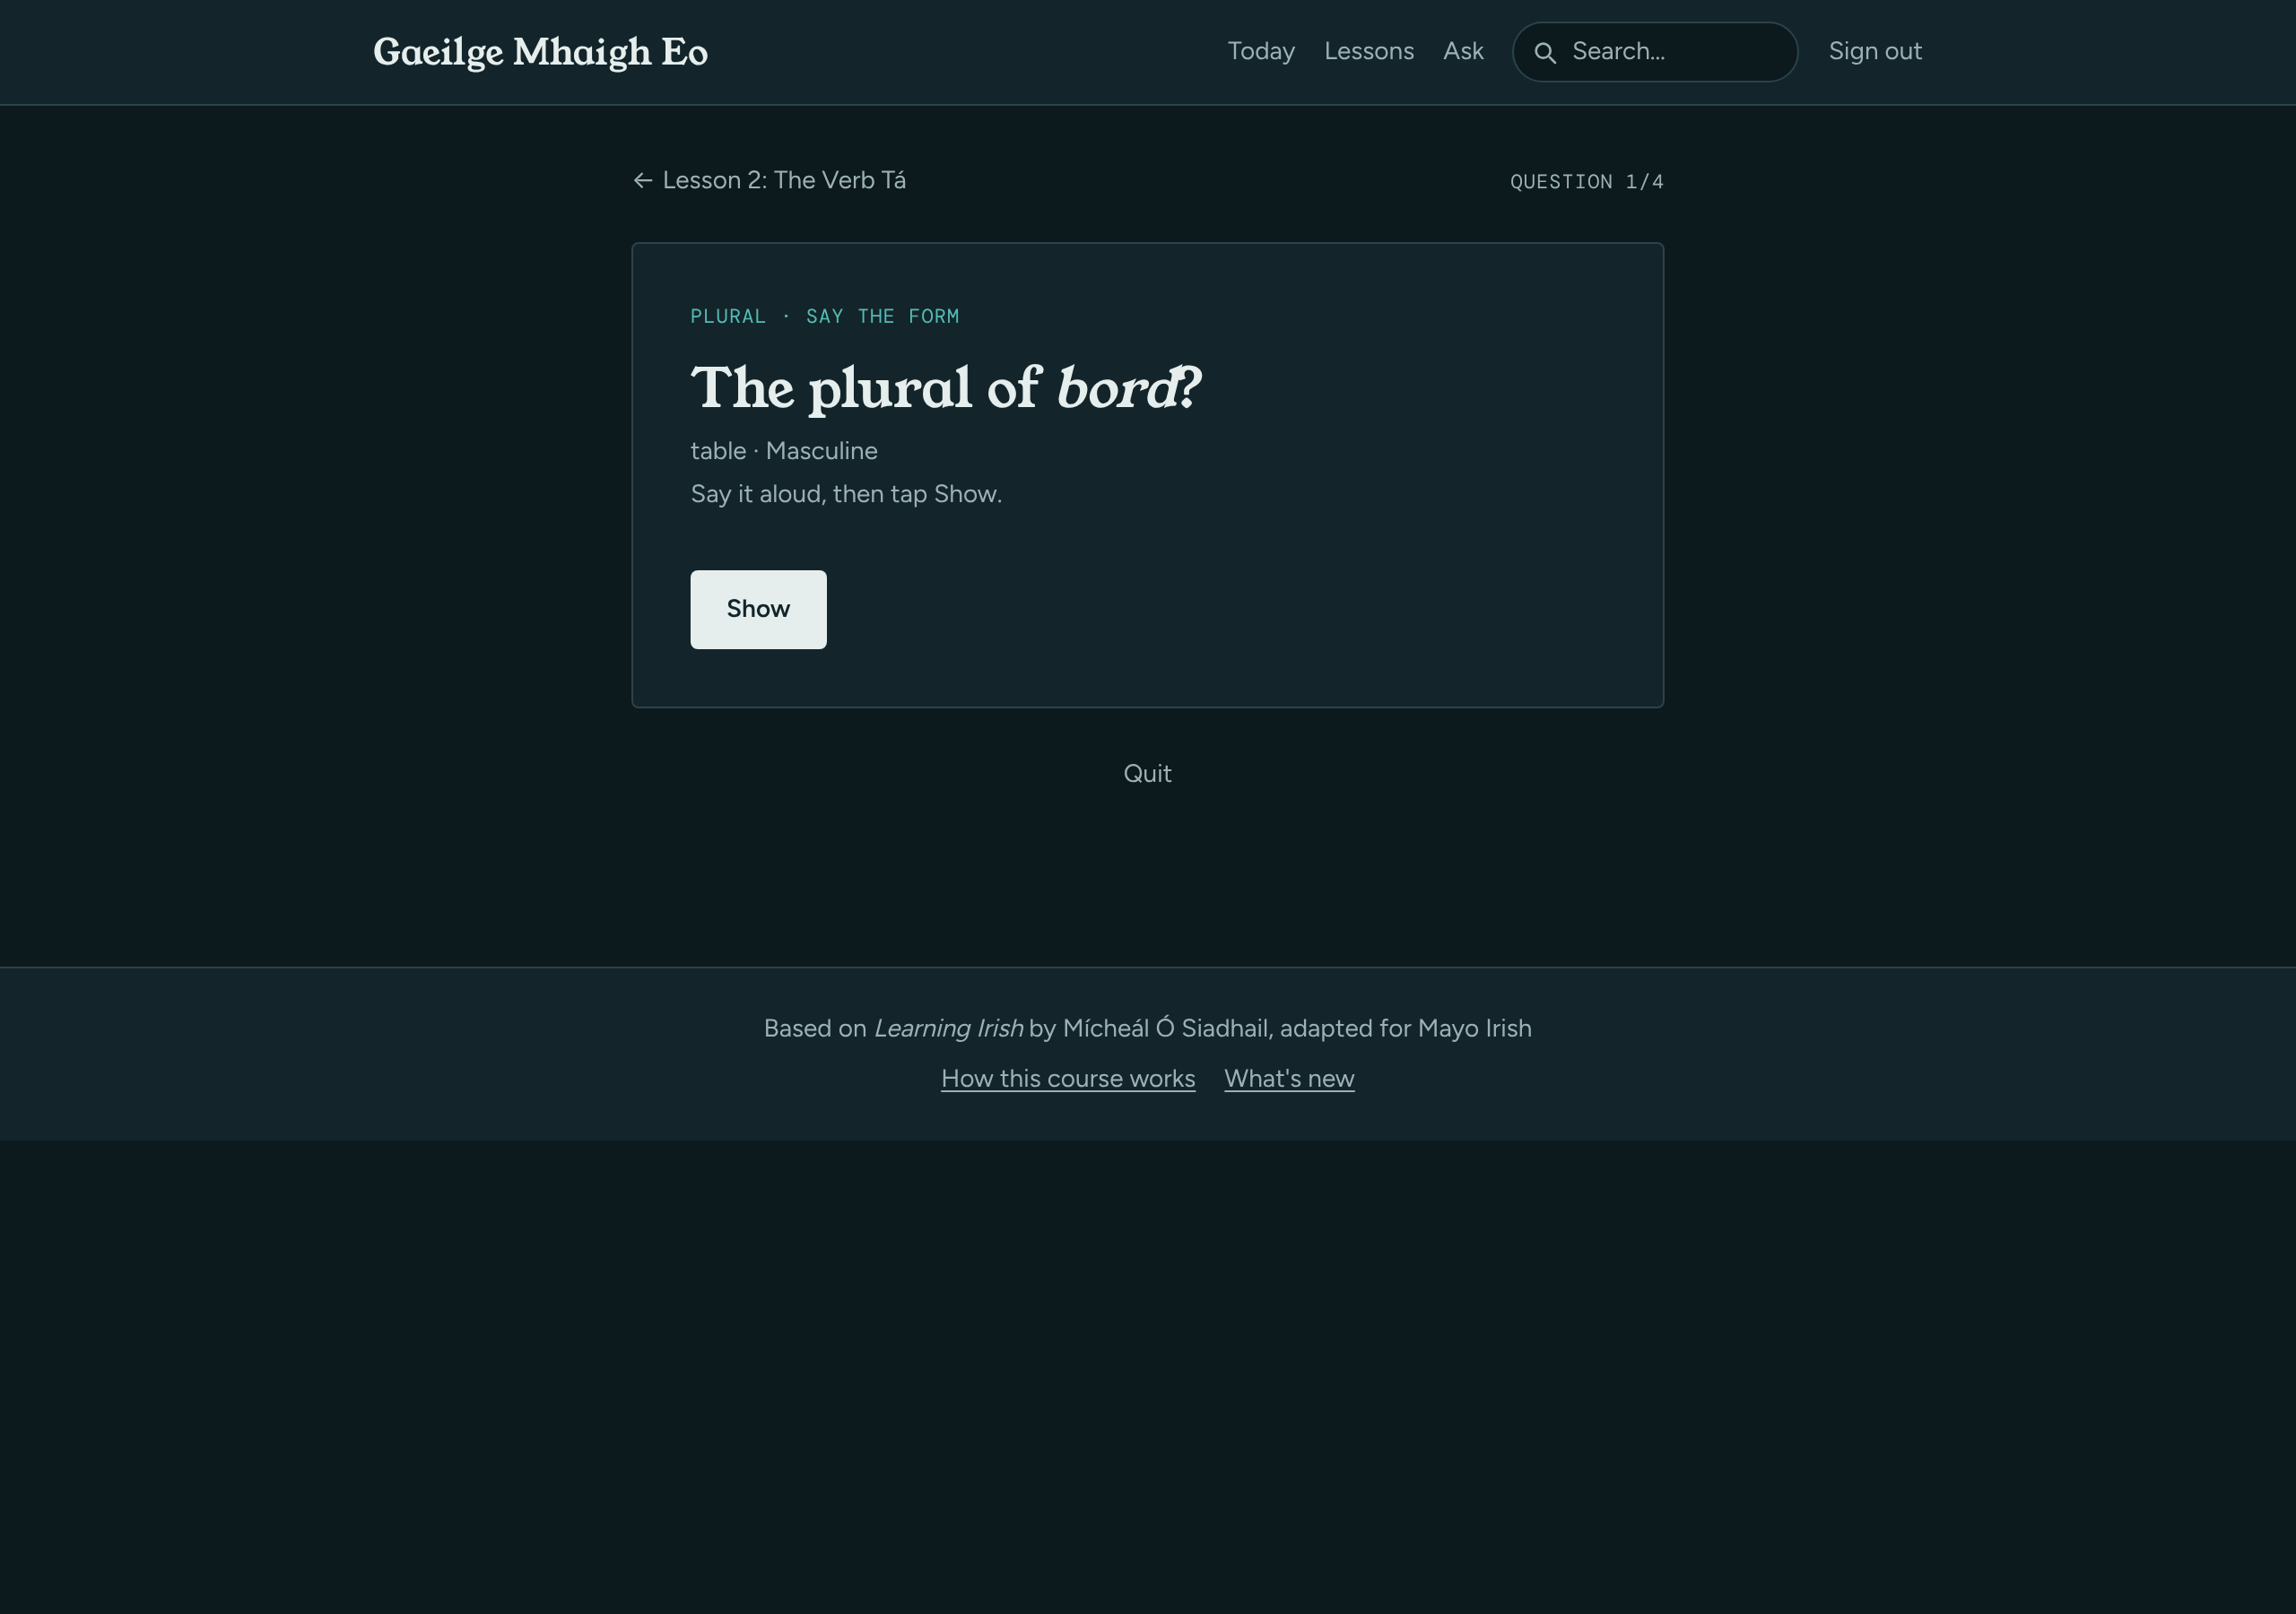 Gaeilge Mhaigh Eo
Today Lessons Ask Search... Sign out
← Lesson 2: The Verb Tá
QUESTION 1/4
PLURAL · SAY THE FORM
The plural of bord?
table · Masculine
Say it aloud, then tap Show.
Show
Quit
Based on Learning Irish by Mícheál Ó Siadhail, adapted for Mayo Irish
How this course works What's new